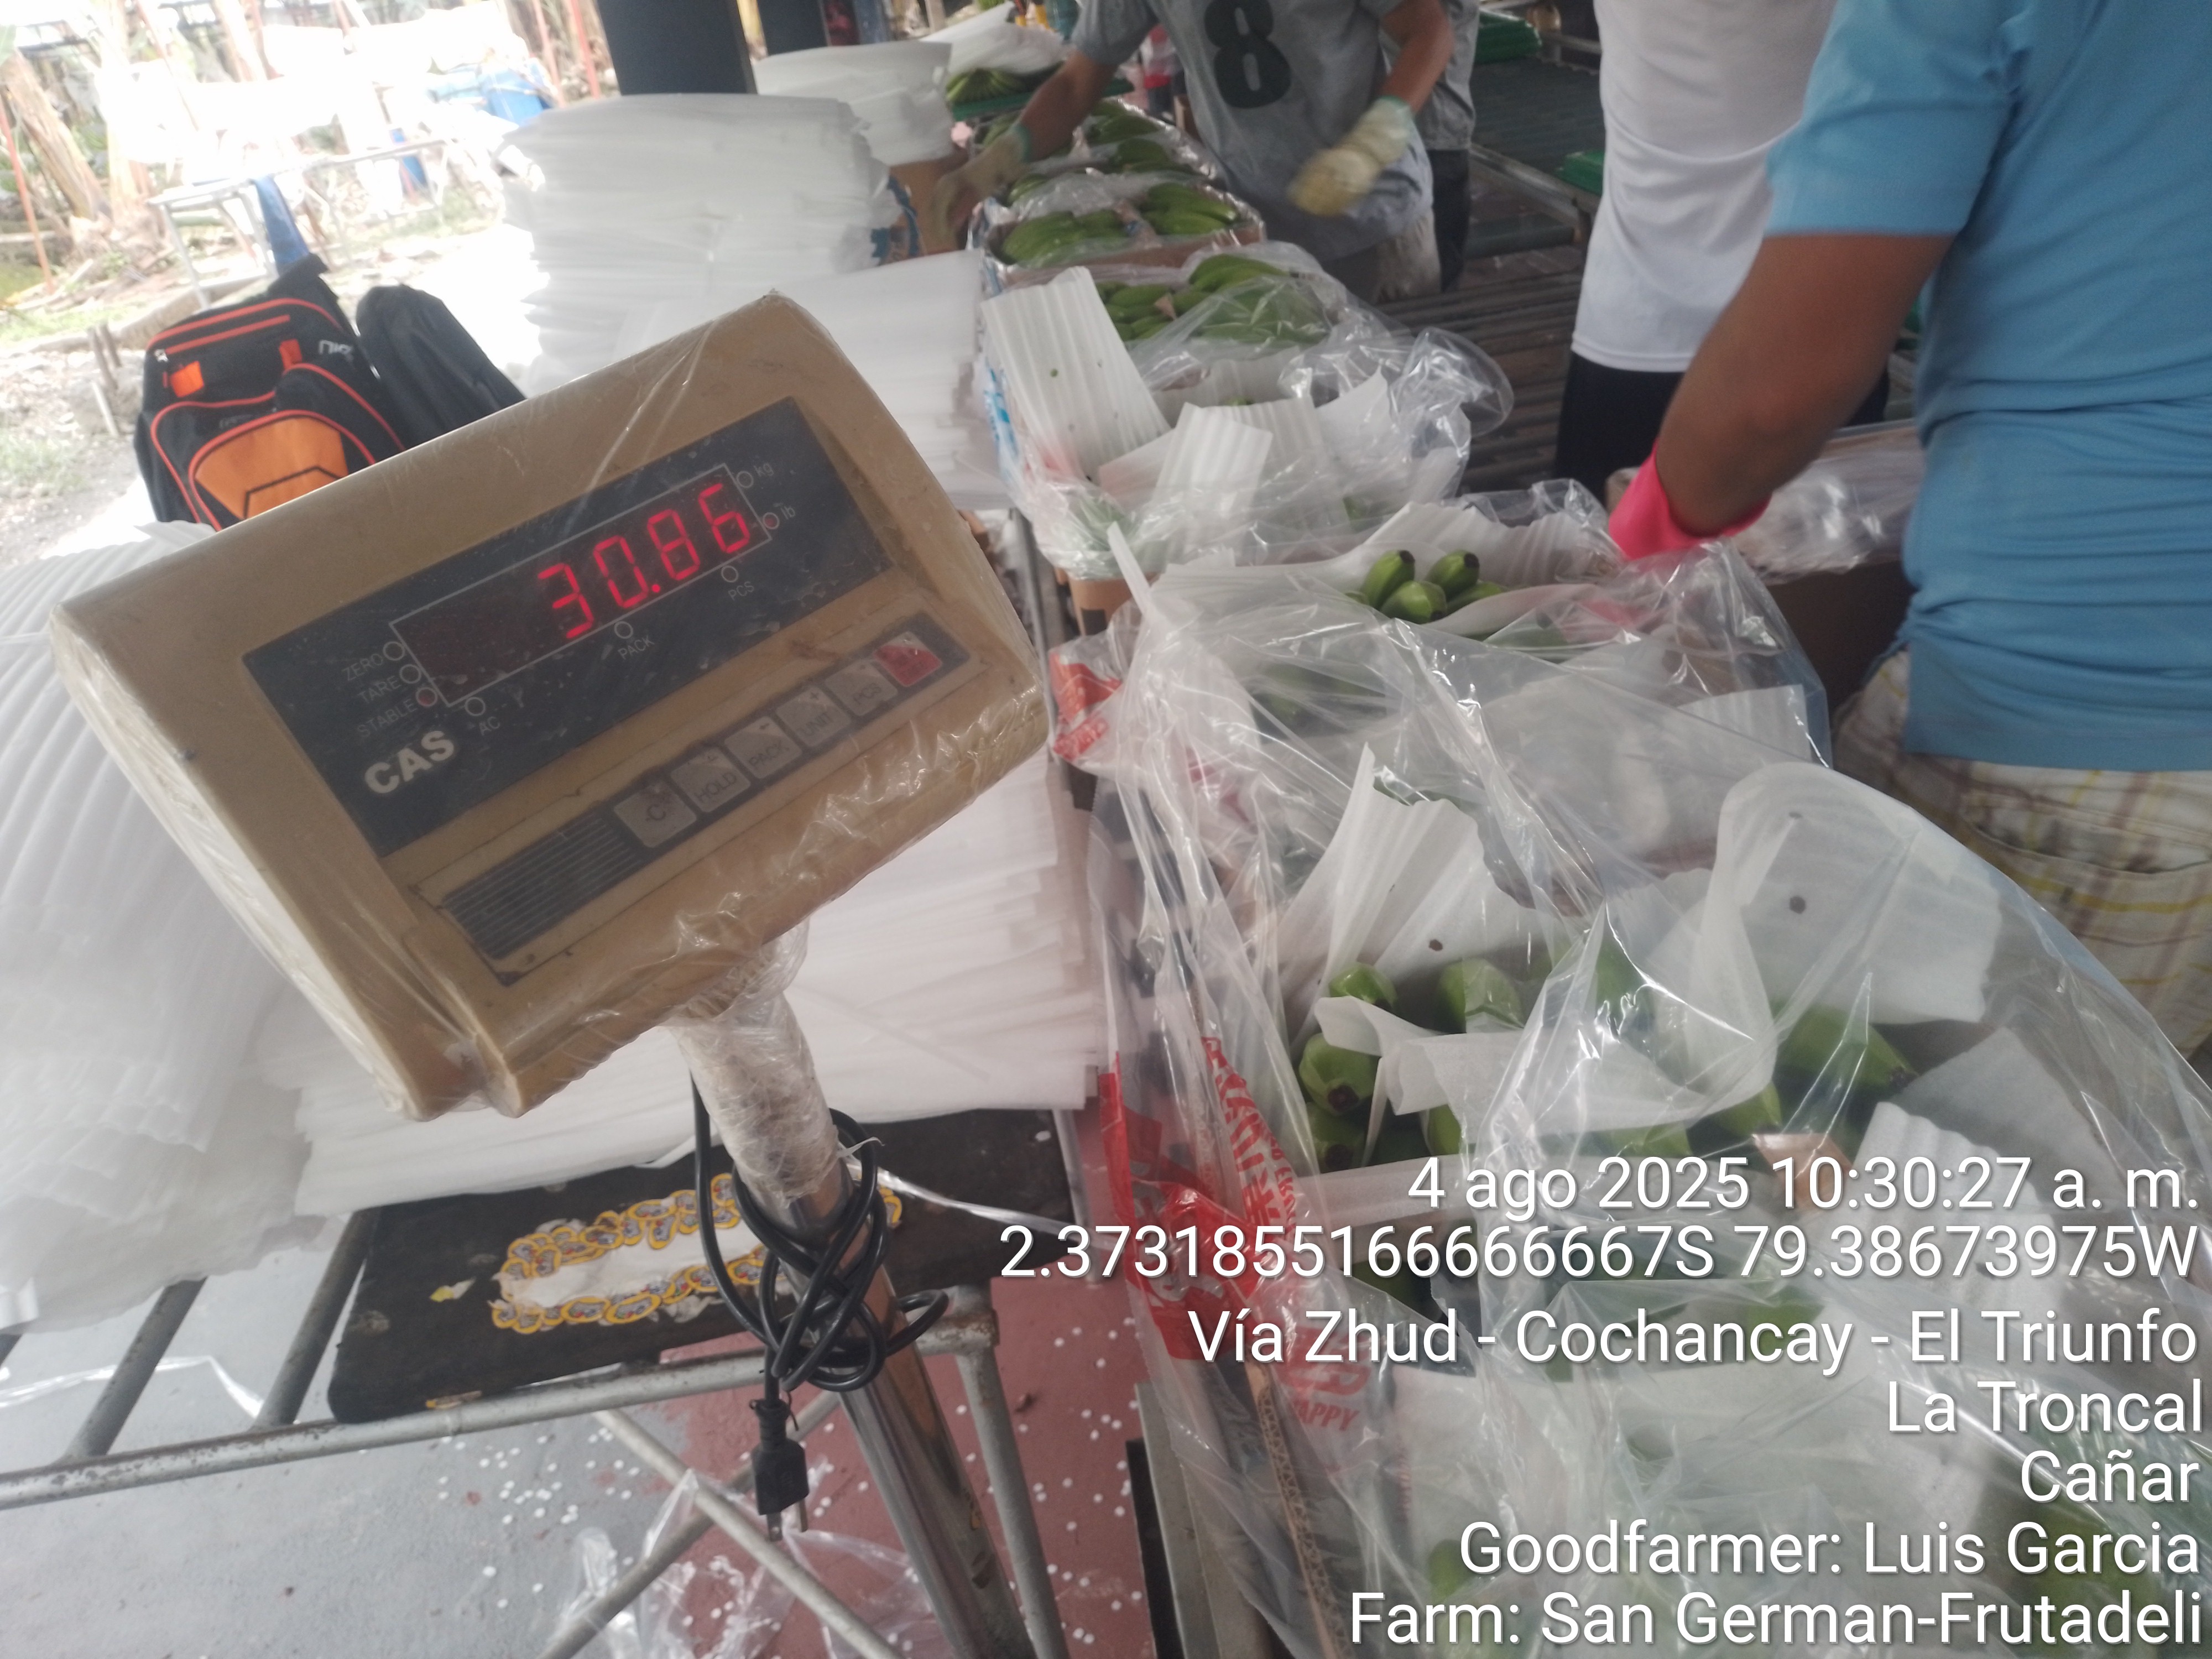 8
kg
lb
30.86
PCS
PACK
ZERO
TARE
STABLE
AC
CAS
HOLD
PACK
UNIT
PCS
HAPPY
4 ago 2025 10:30:27 a. m.
2.3731855166666667S 79.38673975W
Vía Zhud - Cochancay - El Triunfo
La Troncal
Cañar
Goodfarmer: Luis Garcia
Farm: San German-Frutadeli